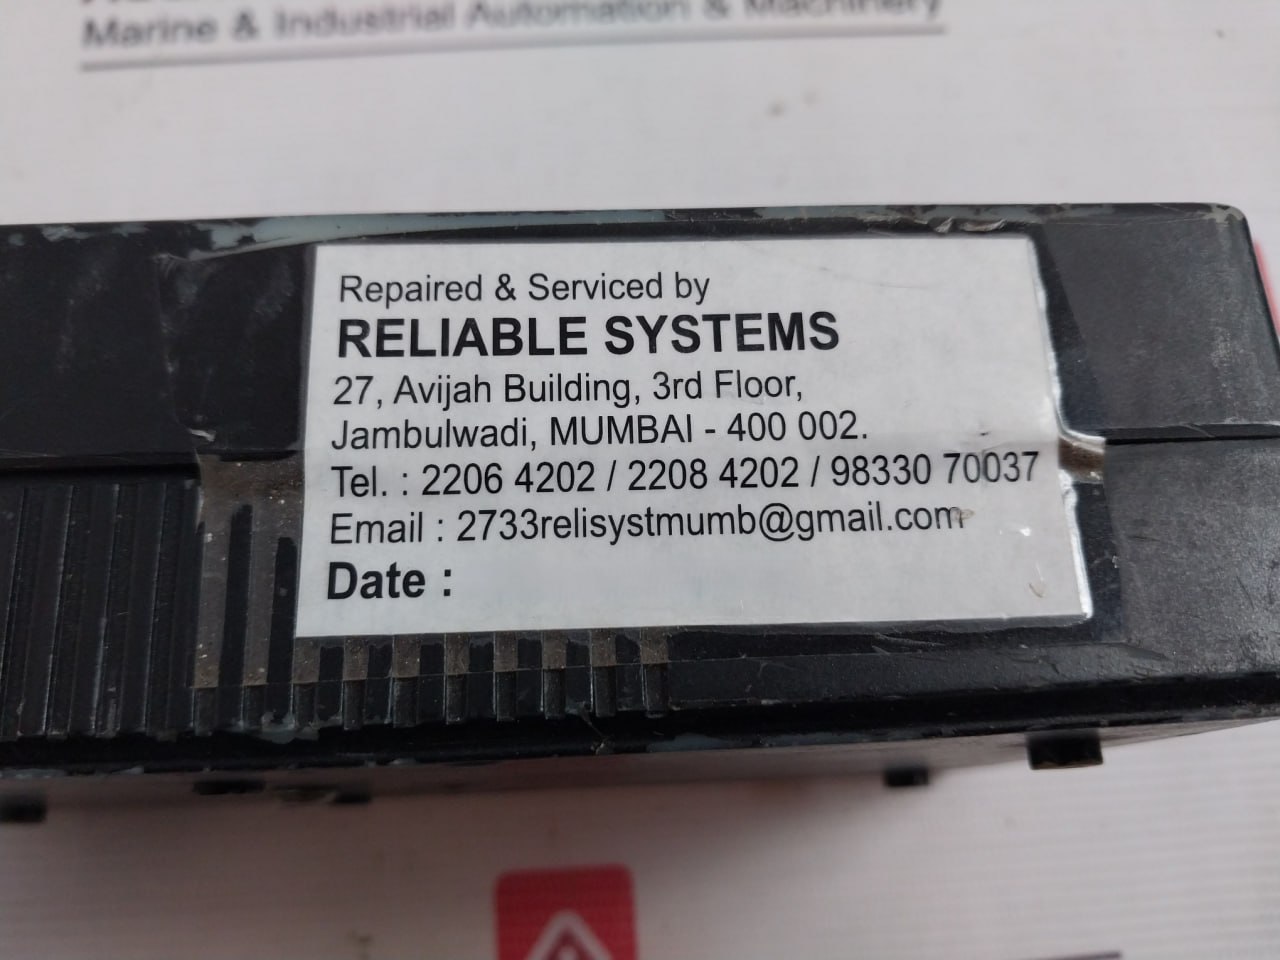 Marine & Industrial Automation & Machinery
Repaired & Serviced by
RELIABLE SYSTEMS
27, Avijah Building, 3rd Floor,
Jambulwadi, MUMBAI - 400 002.
Tel. : 2206 4202 / 2208 4202 / 98330 70037
Email : 2733relisystmumb@gmail.com
Date :